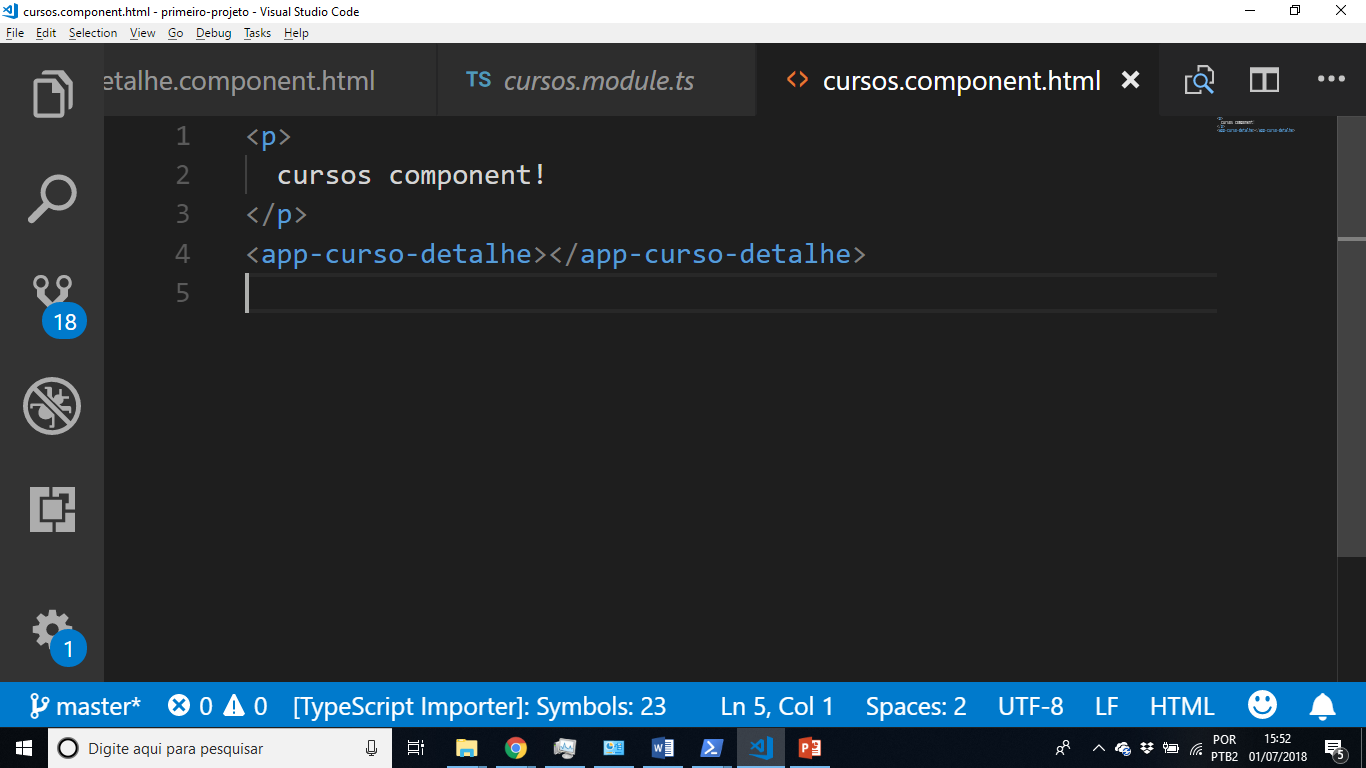 cursos.component.html - primeiro-projeto - Visual Studio Code
File Edit Selection View Go Debug Tasks Help
etalhe.component.html TS cursos.module.ts <> cursos.component.html
1 <p>
2 cursos component!
3 </p>
4 <app-curso-detalhe></app-curso-detalhe>
5
18
1
master* 0 0 [TypeScript Importer]: Symbols: 23 Ln 5, Col 1 Spaces: 2 UTF-8 LF HTML
Digite aqui para pesquisar
POR
PTB2
15:52
01/07/2018
5